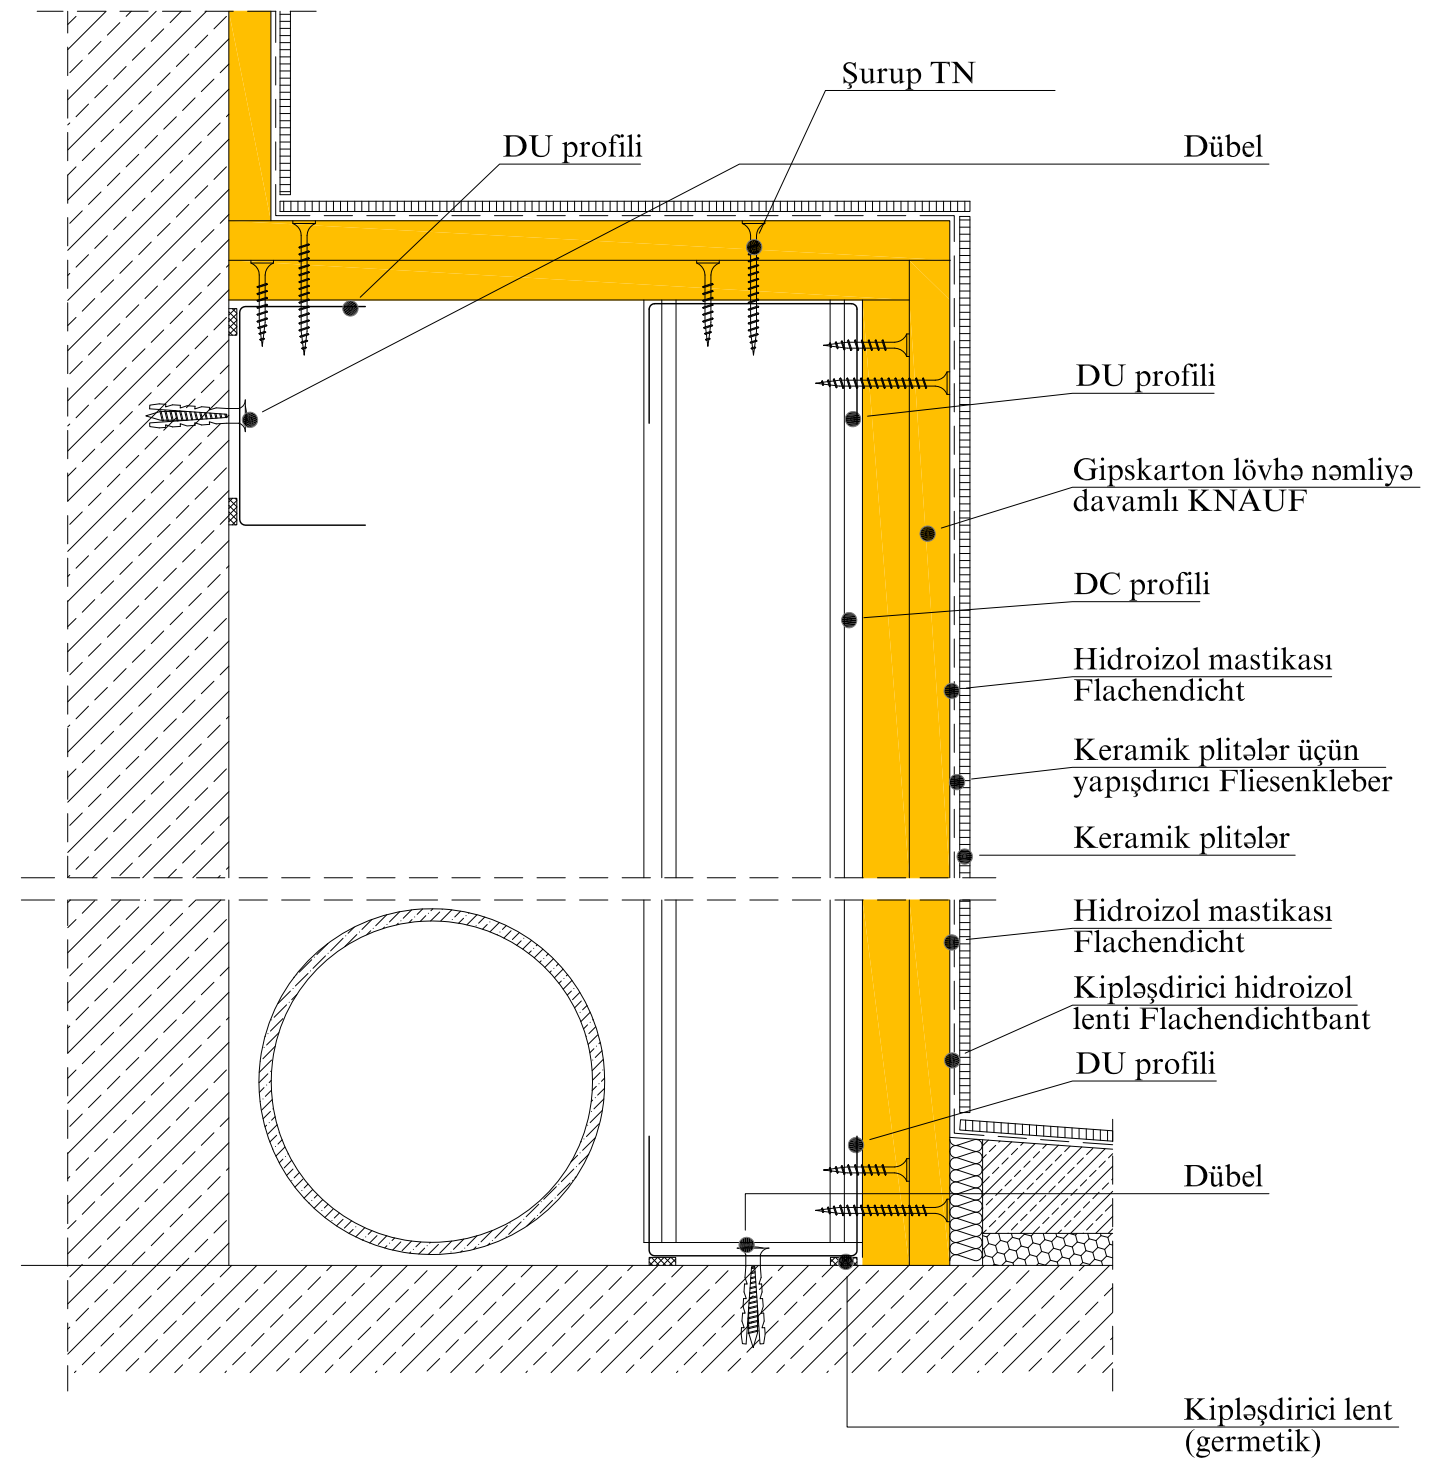 Şurup TN
DU profili
Dübel
DU profili
Gipskarton lövhə nəmliyə
davamlı KNAUF
DC profili
Hidroizol mastikası
Flachendicht
Keramik plitələr üçün
yapışdırıcı Fliesenkleber
Keramik plitələr
Hidroizol mastikası
Flachendicht
Kipləşdirici hidroizol
lenti Flachendichtbant
DU profili
Dübel
Kipləşdirici lent
(germetik)